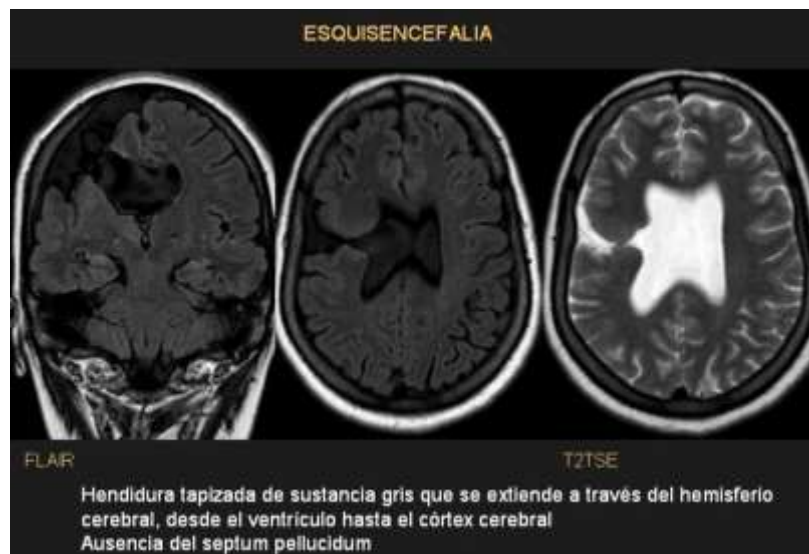 ESQUISENCEFALIA
FLAIR
T2TSE
Hendidura tapizada de sustancia gris que se extiende a través del hemisferio
cerebral, desde el ventrículo hasta el córtex cerebral
Ausencia del septum pellucidum